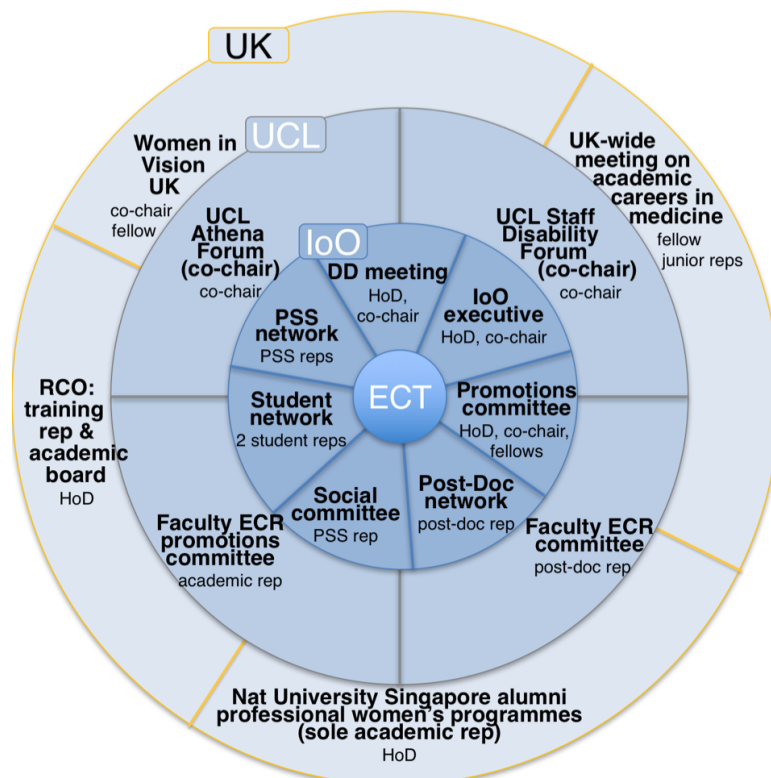 UK
UCL
IoO
Women in
Vision
UK
co-chair
fellow
UK-wide
meeting on
academic
careers in
medicine
fellow
junior reps
UCL
Athena
Forum
(co-chair)
co-chair
UCL Staff
Disability
Forum
(co-chair)
co-chair
DD meeting
HoD,
co-chair
IoO
executive
HoD, co-chair
PSS
network
PSS reps
ECT
Promotions
committee
HoD, co-chair,
fellows
Student
network
2 student reps
RCO:
training
rep &
academic
board
HoD
Social
committee
PSS rep
Post-Doc
network
post-doc rep
Faculty ECR
promotions
committee
academic rep
Faculty ECR
committee
post-doc rep
Nat University Singapore alumni
professional women's programmes
(sole academic rep)
HoD